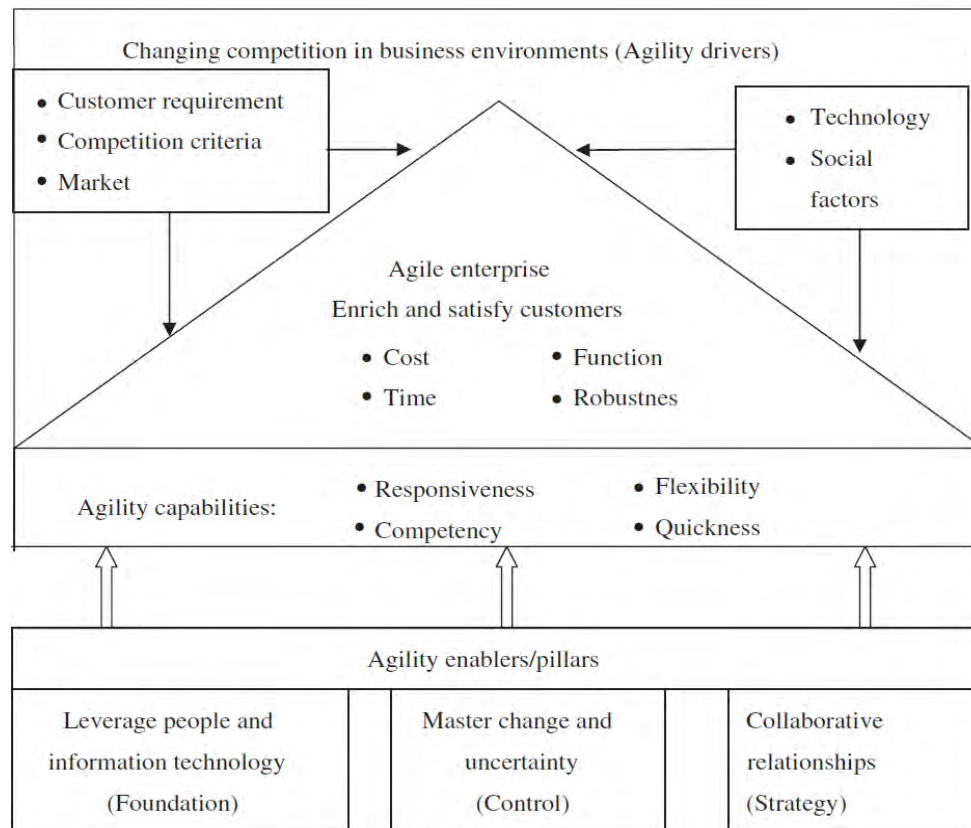 Changing competition in business environments (Agility drivers)
• Customer requirement
• Competition criteria
• Market
• Technology
• Social
factors
Agile enterprise
Enrich and satisfy customers
• Cost
• Time
• Function
• Robustnes
Agility capabilities:
• Responsiveness
• Competency
• Flexibility
• Quickness
Agility enablers/pillars
Leverage people and
information technology
(Foundation)
Master change and
uncertainty
(Control)
Collaborative
relationships
(Strategy)